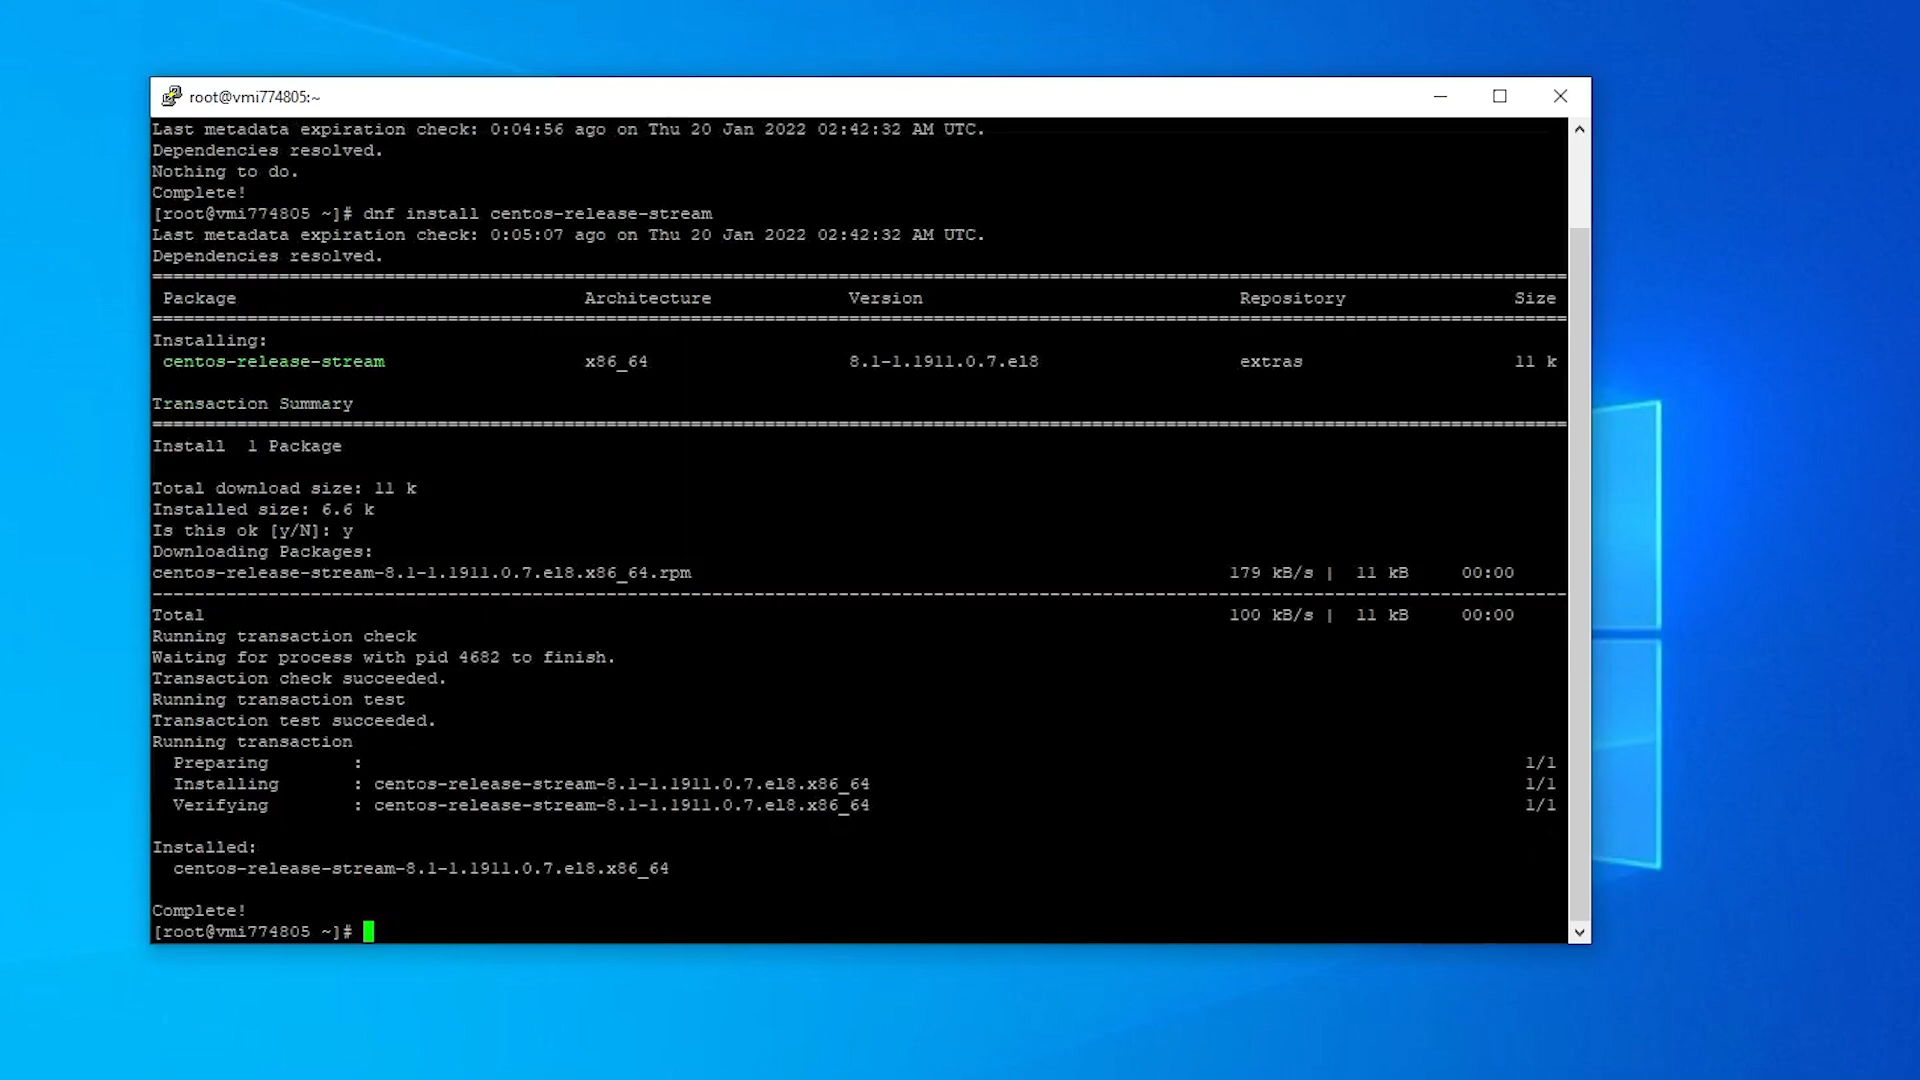 root@vmi774805:~
Last metadata expiration check: 0:04:56 ago on Thu 20 Jan 2022 02:42:32 AM UTC.
Dependencies resolved.
Nothing to do.
Complete!
[root@vmi774805 ~]# dnf install centos-release-stream
Last metadata expiration check: 0:05:07 ago on Thu 20 Jan 2022 02:42:32 AM UTC.
Dependencies resolved.
Package Architecture Version Repository Size
Installing:
centos-release-stream x86_64 8.1-1.1911.0.7.el8 extras 11 k
Transaction Summary
Install 1 Package
Total download size: 11 k
Installed size: 6.6 k
Is this ok [y/N]: y
Downloading Packages:
centos-release-stream-8.1-1.1911.0.7.el8.x86_64.rpm 179 kB/s | 11 kB 00:00
Total 100 kB/s | 11 kB 00:00
Running transaction check
Waiting for process with pid 4682 to finish.
Transaction check succeeded.
Running transaction test
Transaction test succeeded.
Running transaction
Preparing : 1/1
Installing : centos-release-stream-8.1-1.1911.0.7.el8.x86_64 1/1
Verifying : centos-release-stream-8.1-1.1911.0.7.el8.x86_64 1/1
Installed:
centos-release-stream-8.1-1.1911.0.7.el8.x86_64
Complete!
[root@vmi774805 ~]#